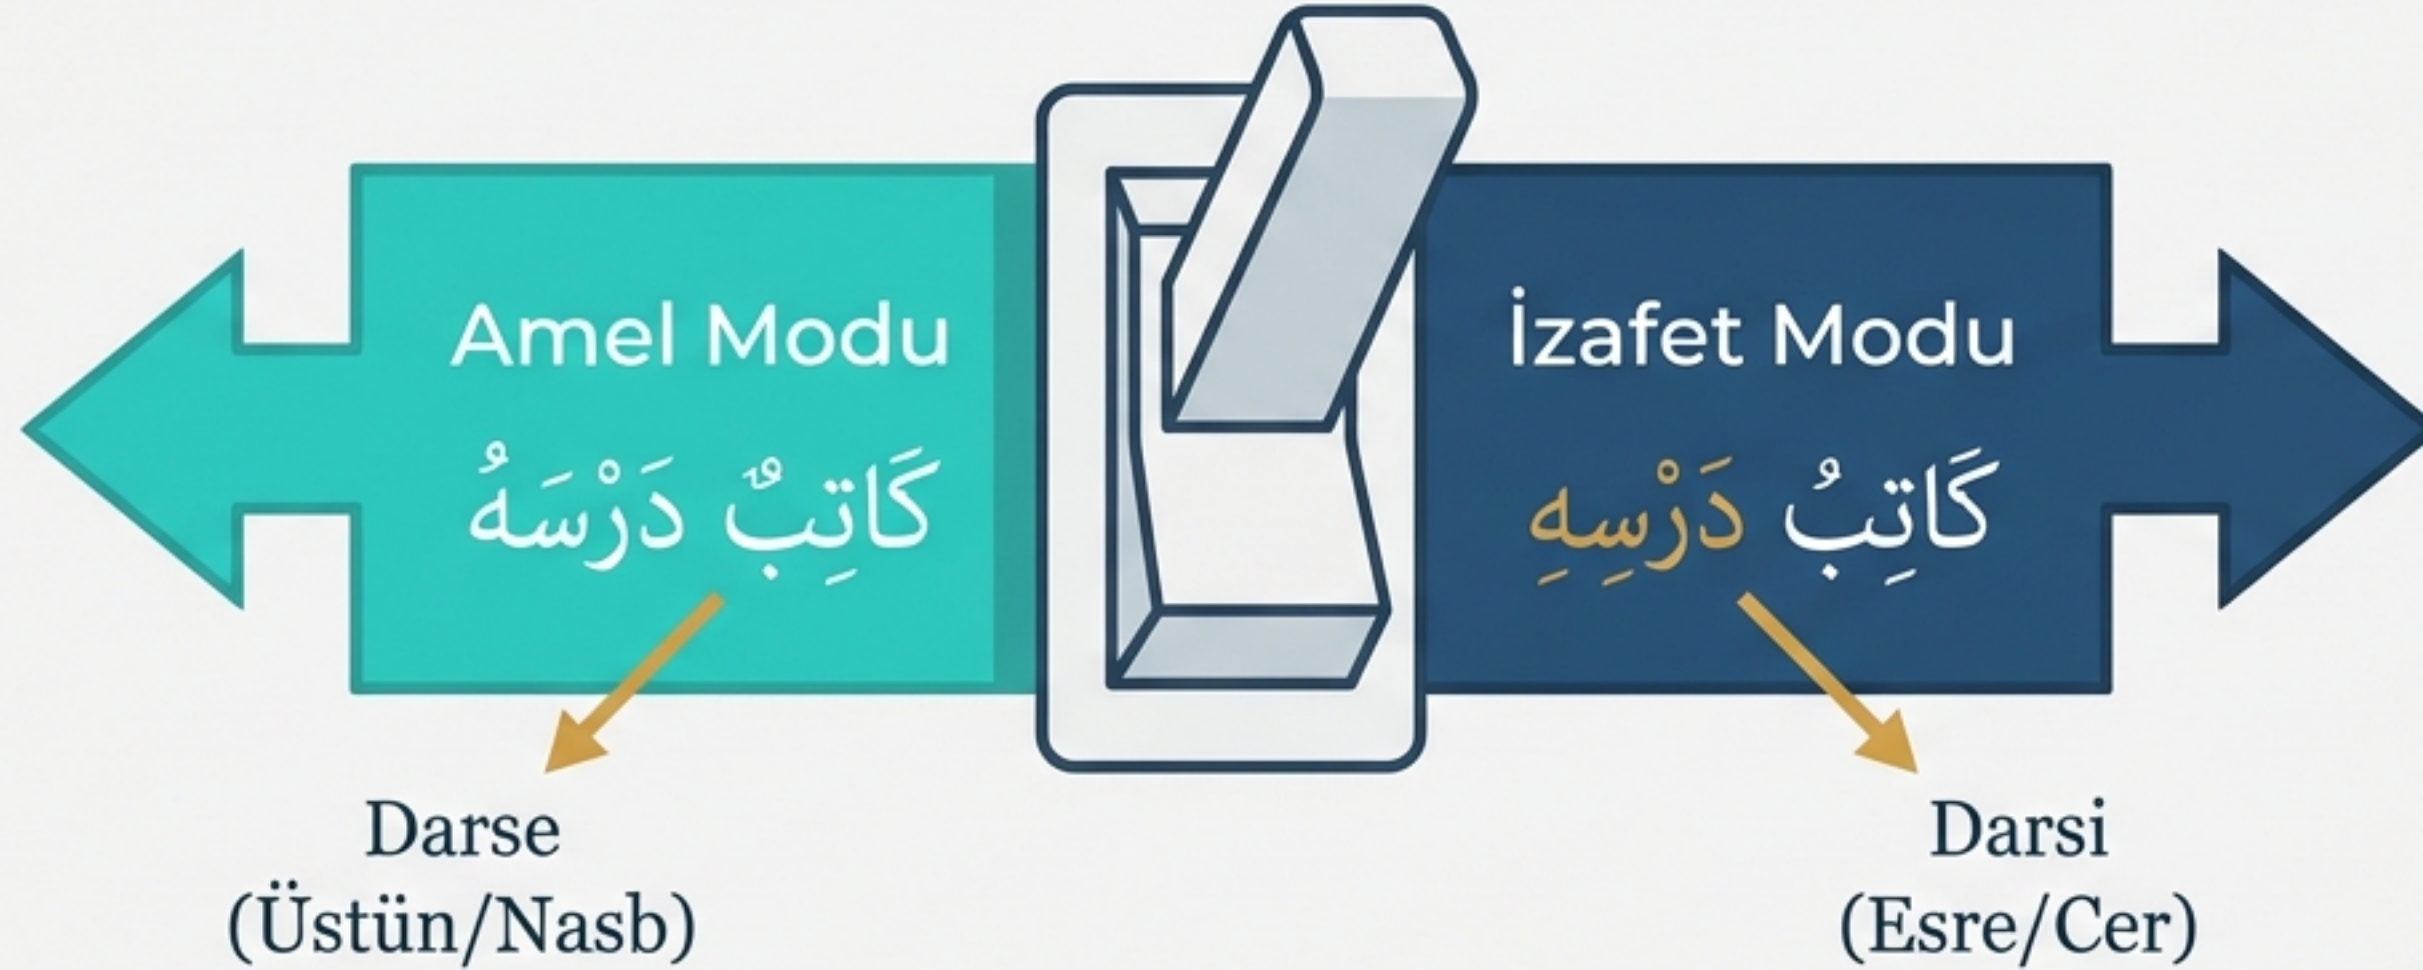 Amel Modu
كَاتِبٌ دَرْسَهُ
Darse
(Üstün/Nasb)
İzafet Modu
كَاتِبُ دَرْسِهِ
Darsi
(Esre/Cer)